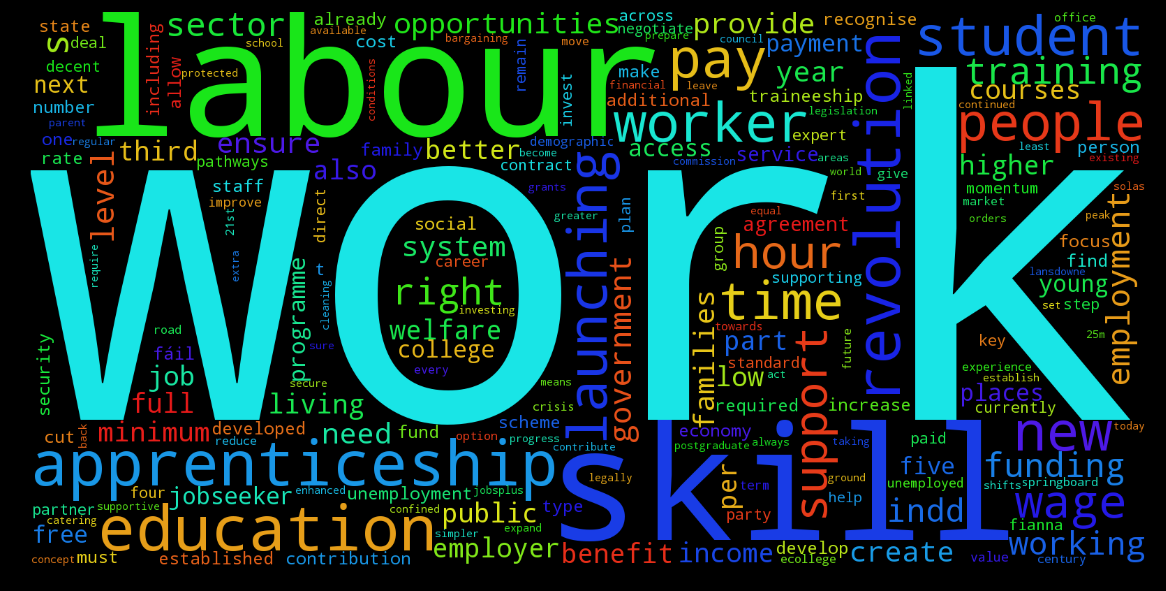 state
sector
already
opportunities
across
negotiate
provide
recognise
office
student
s
deal
school
available
cost
bargaining
prepare
move
council
payment
decent
including
allow
labour
remain
invest
make
financial
pay
leave
year
revolution
linked
training
next
protected
conditions
additional
traineeship
legislation
courses
continued
people
number
parent
one
regular
ensure
family
better
demographic
become
contract
worker
expert
access
service
areas
commission
least
person
existing
rate
level
third
pathways
also
staff
improve
21st
direct
grants
greater
plan
world
give
first
higher
momentum
market
orders
solas
peak
work
require
extra
social
system
career
right
investing
welfare
college
every
launching
government
group
equal
agreement
hour
supporting
time
families
towards
part
standard
low
act
support
future
required
increase
focus
find
lansdowne
young
set
step
25m
employment
key
experience
establish
places
currently
security
road
fáil
job
full
programme
t
cleaning
sure
secure
living
means
crisis
cut
back
minimum
developed
reduce
need
fund
option
scheme
progress
contribute
economy
postgraduate
always
taking
paid
new
today
apprenticeship
skill
legally
per
term
ground
help
five
unemployed
funding
shifts
springboard
partner
four
supportive
catering
jobseeker
enhanced
unemployment
jobsplus
confined
public
expand
type
party
indd
wage
fianna
free
education
simpler
employer
benefit
income
develop
ecollege
create
value
century
working
concept
must
established
contribution